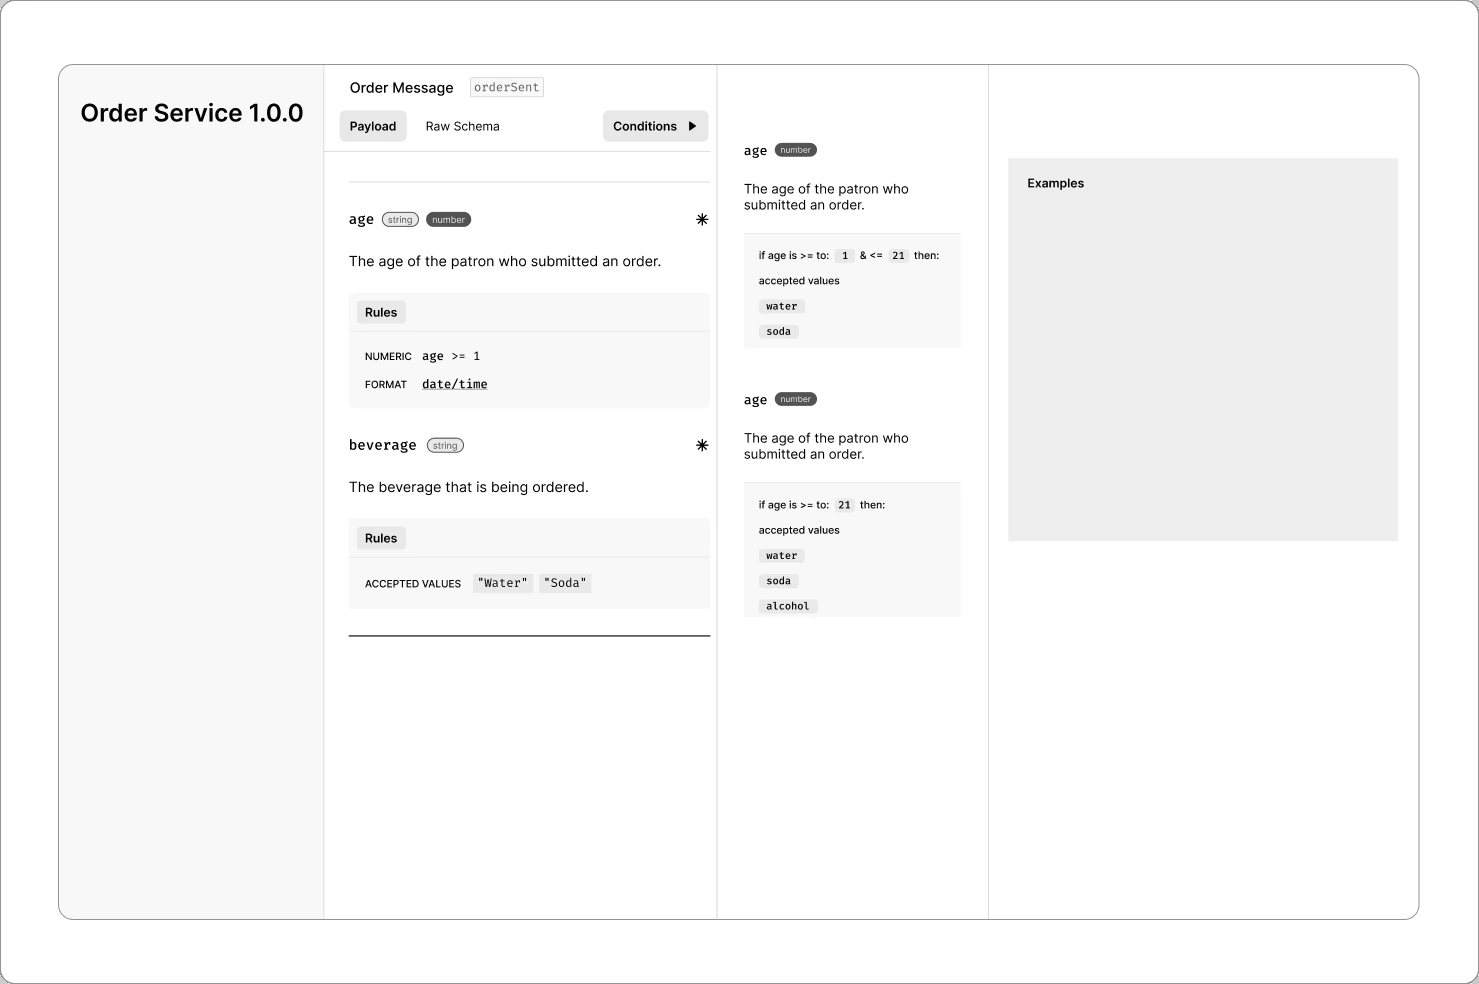 Order Service 1.0.0
Order Message orderSent
Payload Raw Schema Conditions
age string number
The age of the patron who submitted an order.
Rules
NUMERIC age >= 1
FORMAT date/time
beverage string
The beverage that is being ordered.
Rules
ACCEPTED VALUES "Water" "Soda"
age number
The age of the patron who
submitted an order.
if age is >= to: 1 & <= 21 then:
accepted values
water
soda
age number
The age of the patron who
submitted an order.
if age is >= to: 21 then:
accepted values
water
soda
alcohol
Examples